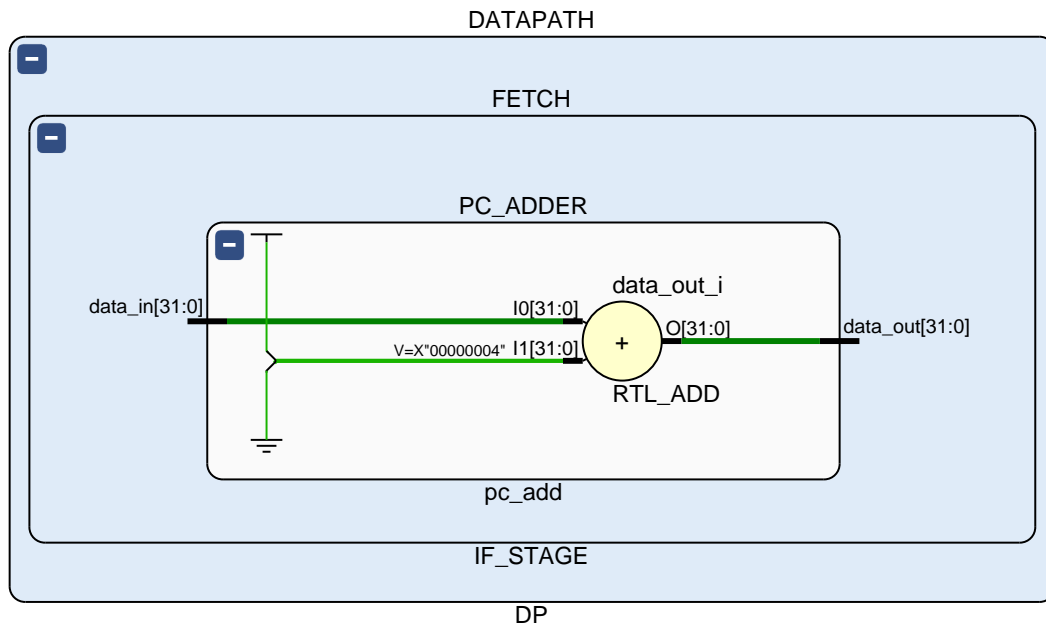 DATAPATH
FETCH
PC_ADDER
data_out_i
data_in[31:0]
I0[31:0]
O[31:0]
data_out[31:0]
V=X"00000004"
I1[31:0]
+
RTL_ADD
pc_add
IF_STAGE
DP